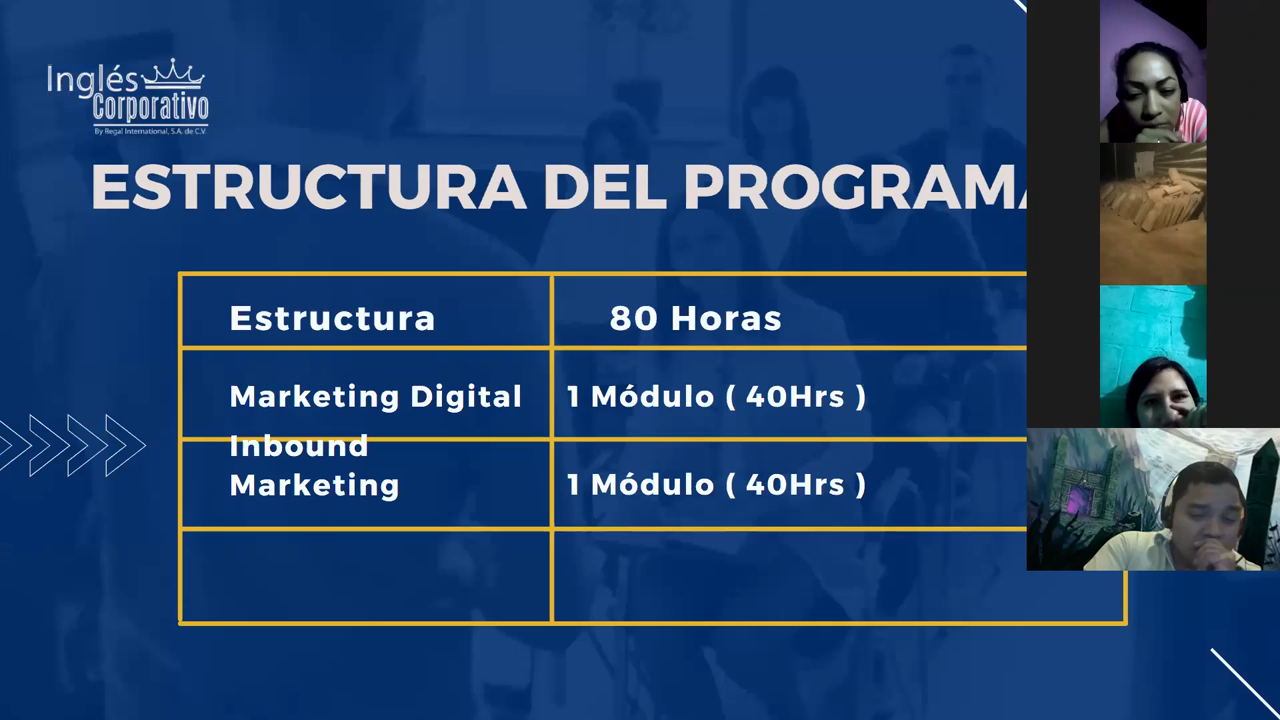 Inglés
Corporativo
By Regal International, S.A. de C.V.
ESTRUCTURA DEL PROGRAMA
Estructura 80 Horas
Marketing Digital 1 Módulo ( 40Hrs )
Inbound
Marketing 1 Módulo ( 40Hrs )